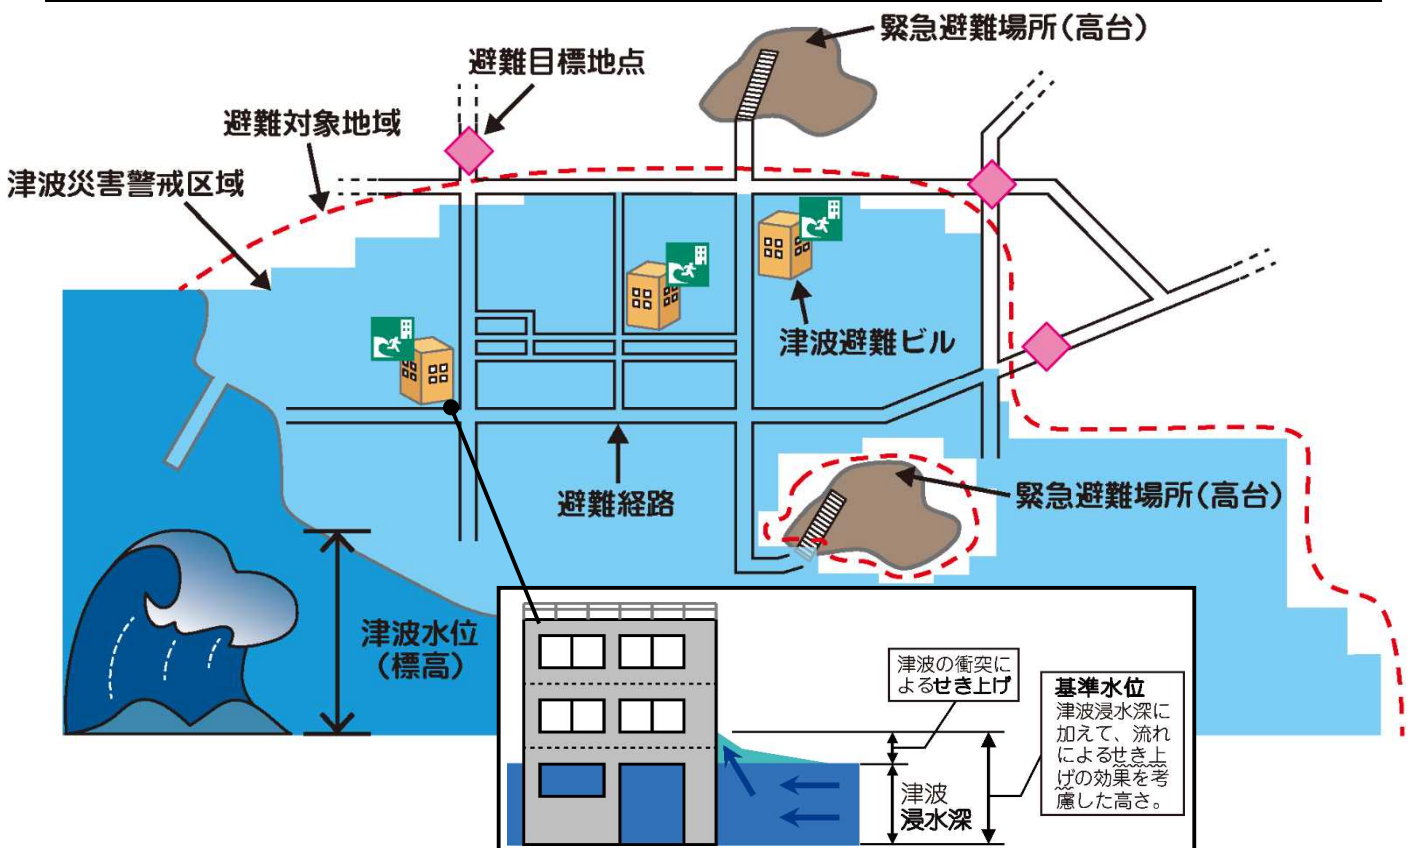 緊急避難場所(高台)
避難目標地点
避難対象地域
津波災害警戒区域
津波避難ビル
避難経路
緊急避難場所(高台)
津波水位
(標高)
津波の衝突に
よるせき上げ
基準水位
津波浸水深に
加えて、流れ
によるせき上
げの効果を考
慮した高さ。
津波
浸水深